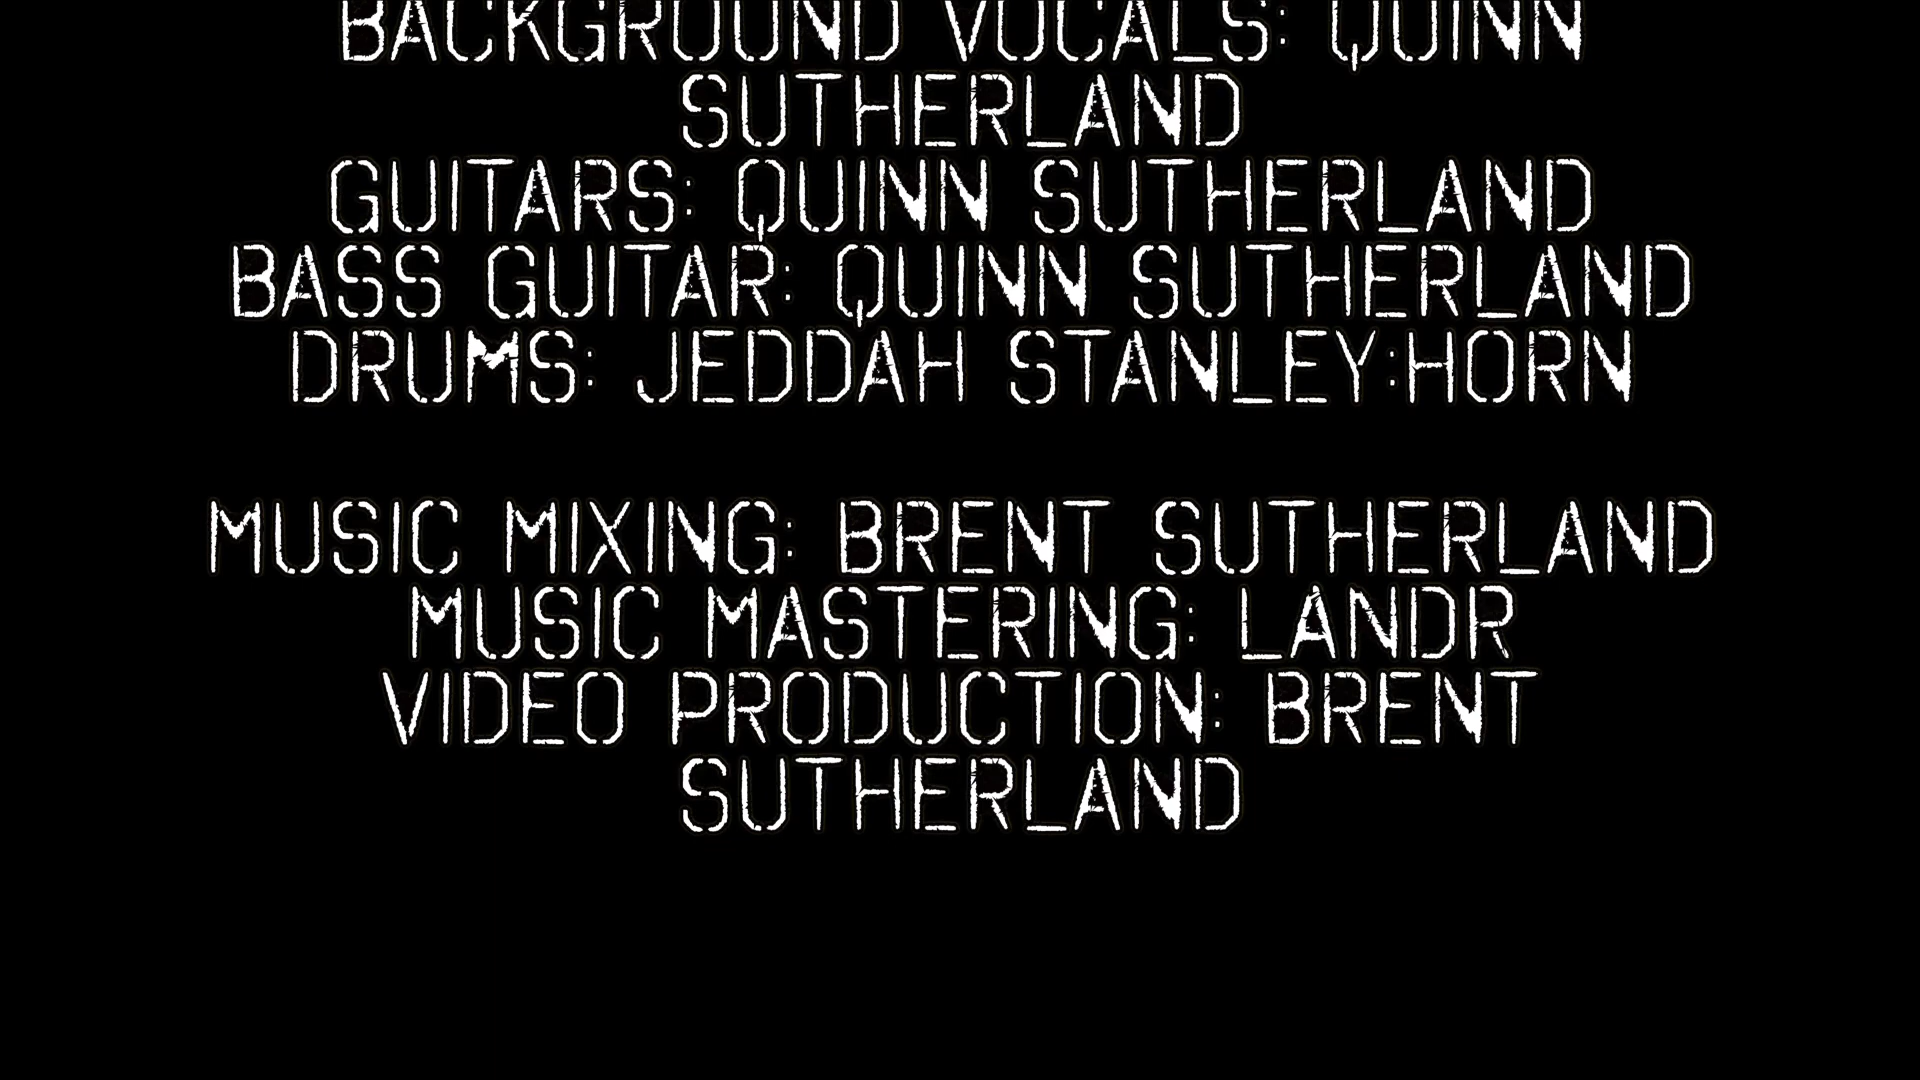 BACKGROUND VOCALS: QUINN
SUTHERLAND
GUITARS: QUINN SUTHERLAND
BASS GUITAR: QUINN SUTHERLAND
DRUMS: JEDDAH STANLEY:HORN
MUSIC MIXING: BRENT SUTHERLAND
MUSIC MASTERING: LANDR
VIDEO PRODUCTION: BRENT
SUTHERLAND